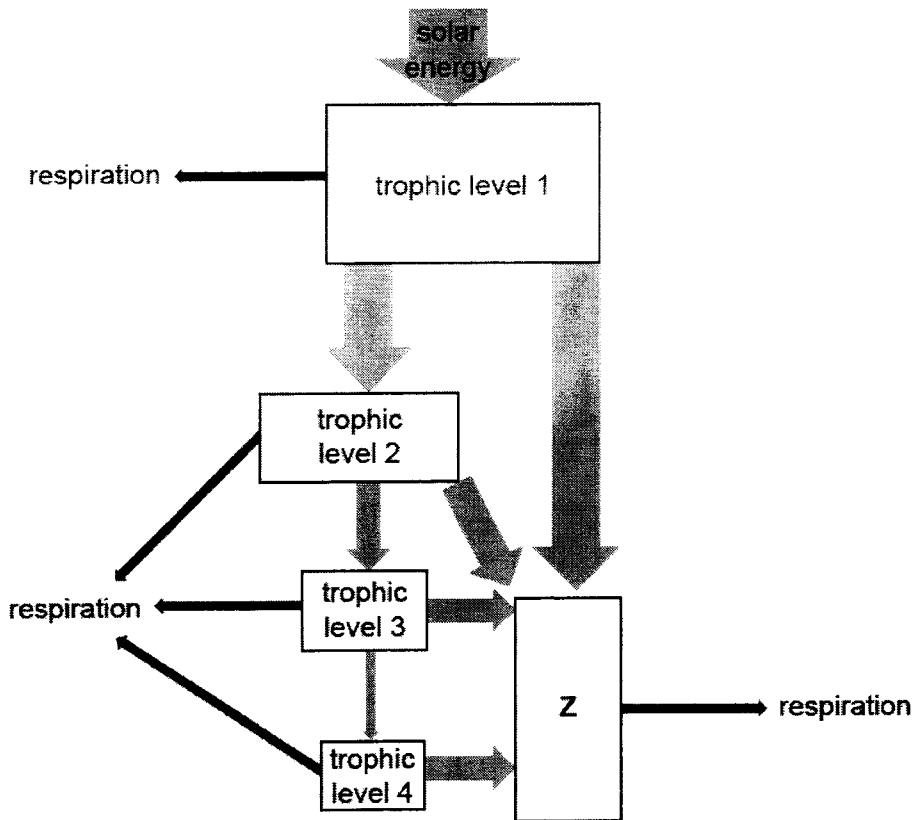 solar
energy
respiration
trophic level 1
trophic
level 2
respiration
trophic
level 3
Z
respiration
trophic
level 4